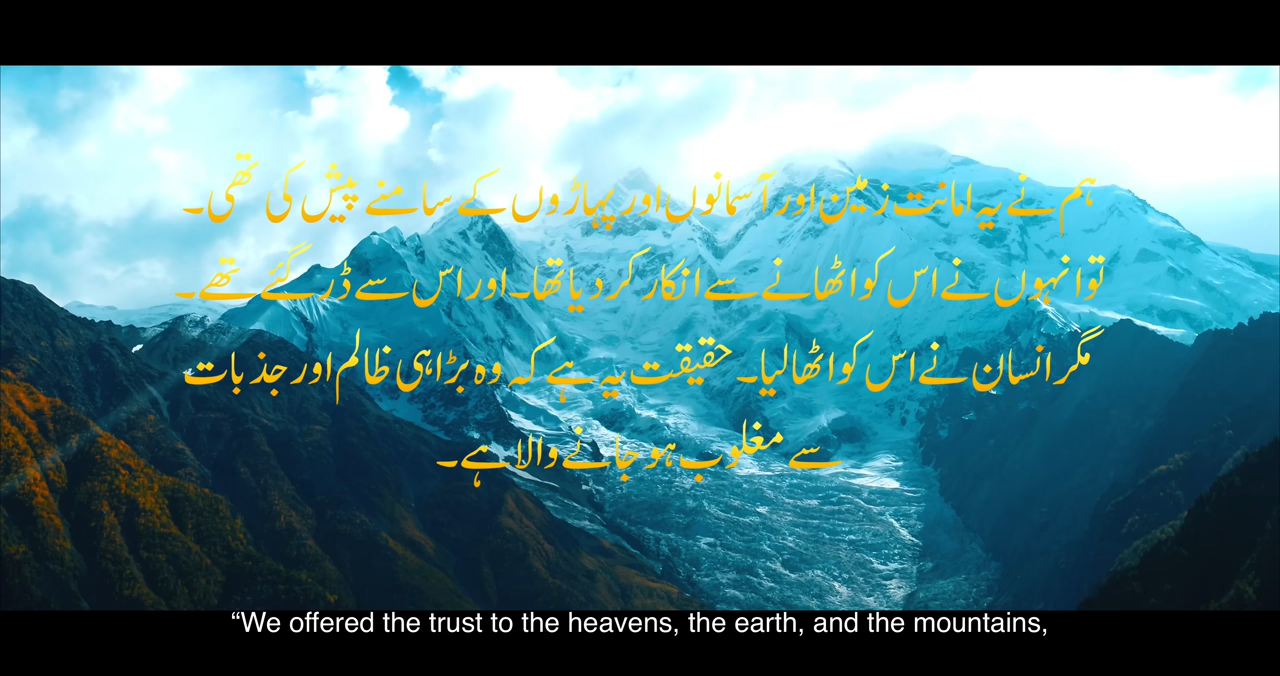 ہم نے یہ امانت زمین اور آسمانوں اور پہاڑوں کے سامنے پیش کی تھی۔
تو انہوں نے اس کو اٹھانے سے انکار کر دیا تھا۔ اور اس سے ڈر گئے تھے۔
مگر انسان نے اس کو اٹھا لیا۔ حقیقت یہ ہے کہ وہ بڑا ہی ظالم اور جذبات
سے مغلوب ہو جانے والا ہے۔
“We offered the trust to the heavens, the earth, and the mountains,